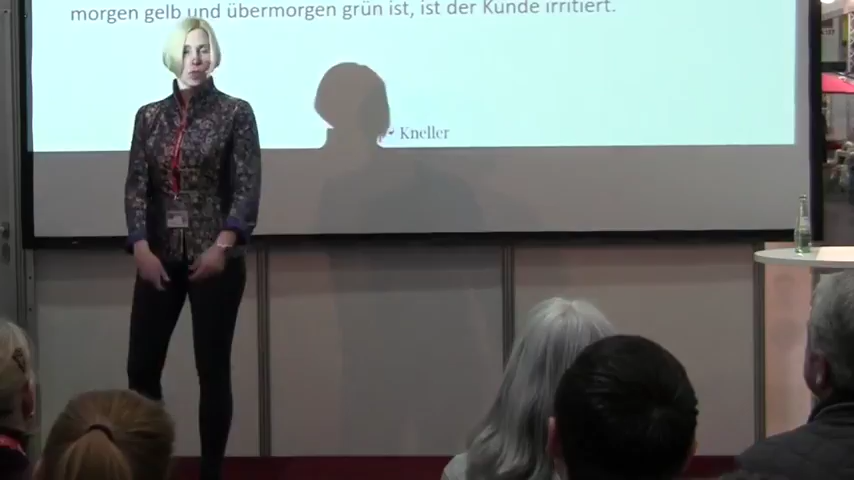 morgen gelb und übermorgen grün ist, ist der Kunde irritiert.
Kneller